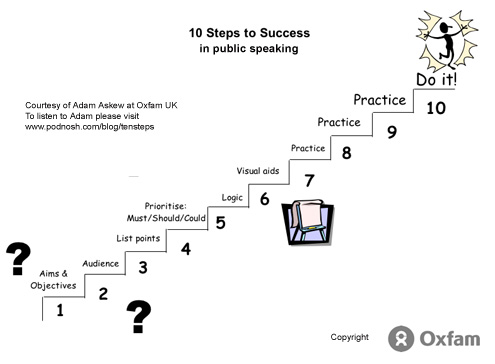 10 Steps to Success
in public speaking
Courtesy of Adam Askew at Oxfam UK
To listen to Adam please visit
www.podnosh.com/blog/tensteps
Do it!
10
Practice
9
Practice
8
Practice
7
Visual aids
6
Logic
5
Prioritise:
Must/Should/Could
4
List points
3
Audience
2
Aims &
Objectives
1
?
?
Copyright
Oxfam